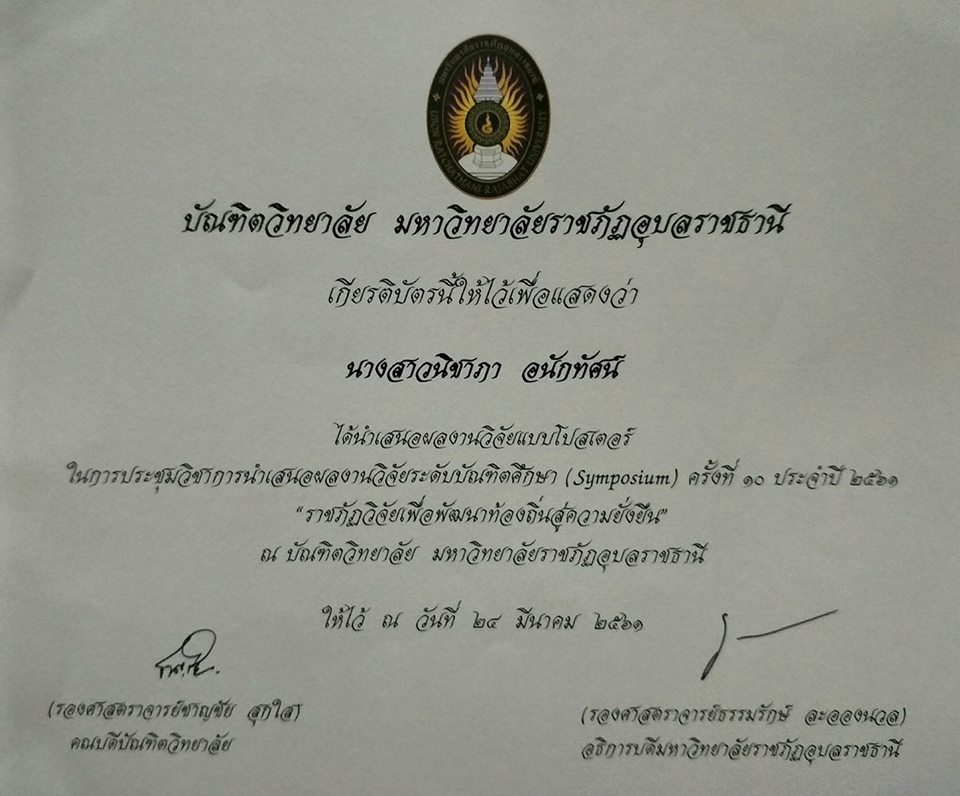 มหาวิทยาลัยราชภัฏอุบลราชธานี
UBON RATCHATHANI RAJABHAT UNIVERSITY
บัณฑิตวิทยาลัย มหาวิทยาลัยราชภัฏอุบลราชธานี
เกียรติบัตรนี้ให้ไว้เพื่อแสดงว่า
นางสาวนิชาภา อนักทัศน์
ได้นำเสนอผลงานวิจัยแบบโปสเตอร์
ในการประชุมวิชาการนำเสนอผลงานวิจัยระดับบัณฑิตศึกษา (Symposium) ครั้งที่ ๑๐ ประจำปี ๒๕๖๑
“ราชภัฏวิจัยเพื่อพัฒนาท้องถิ่นสู่ความยั่งยืน”
ณ บัณฑิตวิทยาลัย มหาวิทยาลัยราชภัฏอุบลราชธานี
ให้ไว้ ณ วันที่ ๒๔ มีนาคม ๒๕๖๑
(รองศาสตราจารย์ชาญชัย สุกใส)
คณบดีบัณฑิตวิทยาลัย
(รองศาสตราจารย์ธรรมรักษ์ ละอองนวล)
อธิการบดีมหาวิทยาลัยราชภัฏอุบลราชธานี